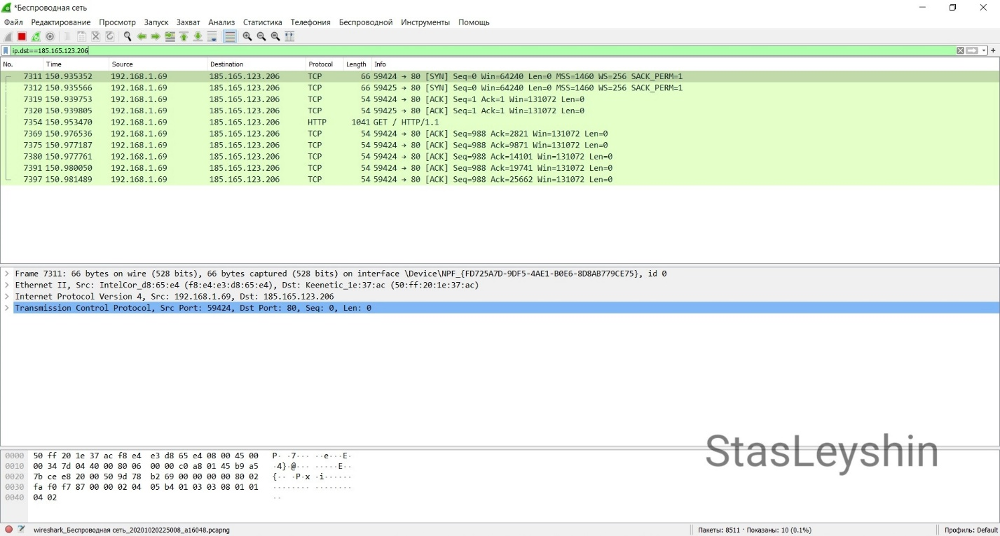 *Беспроводная сеть
Файл Редактирование Просмотр Запуск Захват Анализ Статистика Телефония Беспроводной Инструменты Помощь
ip.dst==185.165.123.206
No. Time Source Destination Protocol Length Info
7311 150.935352 192.168.1.69 185.165.123.206 TCP 66 59424 → 80 [SYN] Seq=0 Win=64240 Len=0 MSS=1460 WS=256 SACK_PERM=1
7312 150.935566 192.168.1.69 185.165.123.206 TCP 66 59425 → 80 [SYN] Seq=0 Win=64240 Len=0 MSS=1460 WS=256 SACK_PERM=1
7319 150.939753 192.168.1.69 185.165.123.206 TCP 54 59424 → 80 [ACK] Seq=1 Ack=1 Win=131072 Len=0
7320 150.939805 192.168.1.69 185.165.123.206 TCP 54 59425 → 80 [ACK] Seq=1 Ack=1 Win=131072 Len=0
7354 150.953470 192.168.1.69 185.165.123.206 HTTP 1041 GET / HTTP/1.1
7369 150.976536 192.168.1.69 185.165.123.206 TCP 54 59424 → 80 [ACK] Seq=988 Ack=2821 Win=131072 Len=0
7375 150.977187 192.168.1.69 185.165.123.206 TCP 54 59424 → 80 [ACK] Seq=988 Ack=9871 Win=131072 Len=0
7380 150.977761 192.168.1.69 185.165.123.206 TCP 54 59424 → 80 [ACK] Seq=988 Ack=14101 Win=131072 Len=0
7391 150.980050 192.168.1.69 185.165.123.206 TCP 54 59424 → 80 [ACK] Seq=988 Ack=19741 Win=131072 Len=0
7397 150.981489 192.168.1.69 185.165.123.206 TCP 54 59424 → 80 [ACK] Seq=988 Ack=25662 Win=131072 Len=0
Frame 7311: 66 bytes on wire (528 bits), 66 bytes captured (528 bits) on interface \Device\NPF_{FD725A7D-9DF5-4AE1-B0E6-8D8AB779CE75}, id 0
Ethernet II, Src: IntelCor_d8:65:e4 (f8:e4:e3:d8:65:e4), Dst: Keenetic_1e:37:ac (50:ff:20:1e:37:ac)
Internet Protocol Version 4, Src: 192.168.1.69, Dst: 185.165.123.206
Transmission Control Protocol, Src Port: 59424, Dst Port: 80, Seq: 0, Len: 0
StasLeyshin
0000 50 ff 20 1e 37 ac f8 e4 e3 d8 65 e4 08 00 45 00 P· ·7··· ··e···E·
0010 00 34 7d 04 40 00 80 06 00 00 c0 a8 01 45 b9 a5 ·4}·@··· ·····E··
0020 7b ce e8 20 00 50 9d 78 b2 69 00 00 00 00 80 02 {·· ·P·x ·i······
0030 fa f0 f7 87 00 00 02 04 05 b4 01 03 03 08 01 01 ········ ········
0040 04 02 ··
wireshark_Беспроводная сеть_20201020225008_a16048.pcapng Пакеты: 8511 · Показаны: 10 (0.1%) Профиль: Default